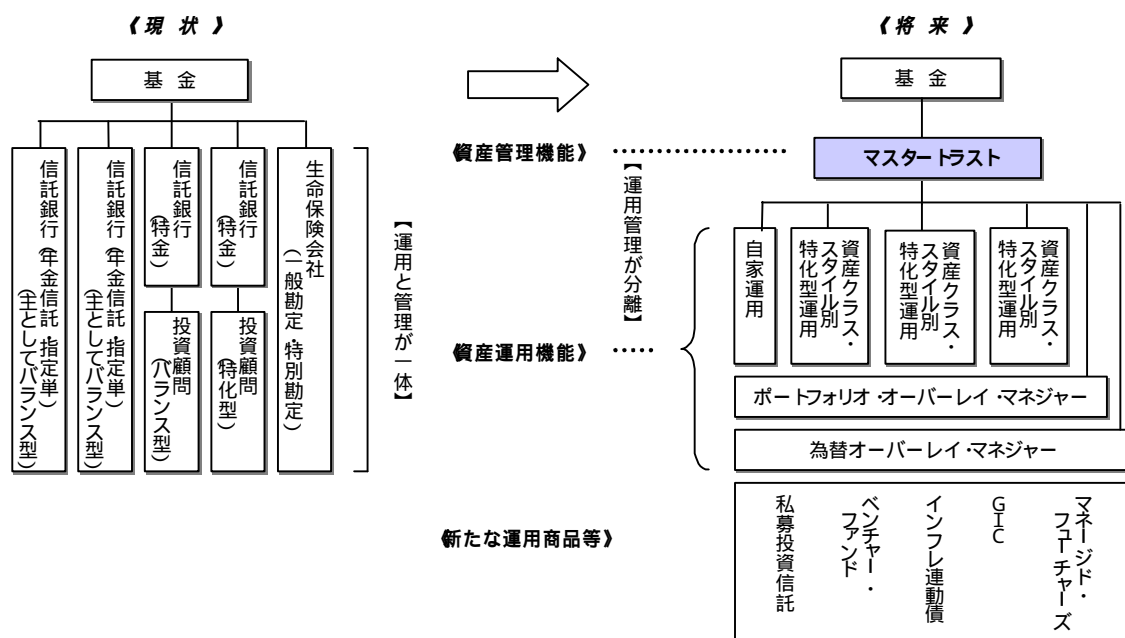 《 現 状 》
基 金
信託銀行(年金信託・指定単)
(主としてバランス型)
信託銀行(年金信託・指定単)
(主としてバランス型)
信託銀行
(特金)
投資顧問
(バランス型)
信託銀行
(特金)
投資顧問
(特化型)
生命保険会社
(一般勘定・特別勘定)
【運用と管理が一体】
《資産管理機能》
【運用管理が分離】
《資産運用機能》
《新たな運用商品等》
《 将 来 》
基 金
マスタートラスト
自家運用
資産クラス・
スタイル別
特化型運用
資産クラス・
スタイル別
特化型運用
資産クラス・
スタイル別
特化型運用
ポートフォリオ・オーバーレイ・マネジャー
為替オーバーレイ・マネジャー
私募投資信託
ベンチャー・
ファンド
インフレ連動債
GIC
マネージド・
フューチャーズ